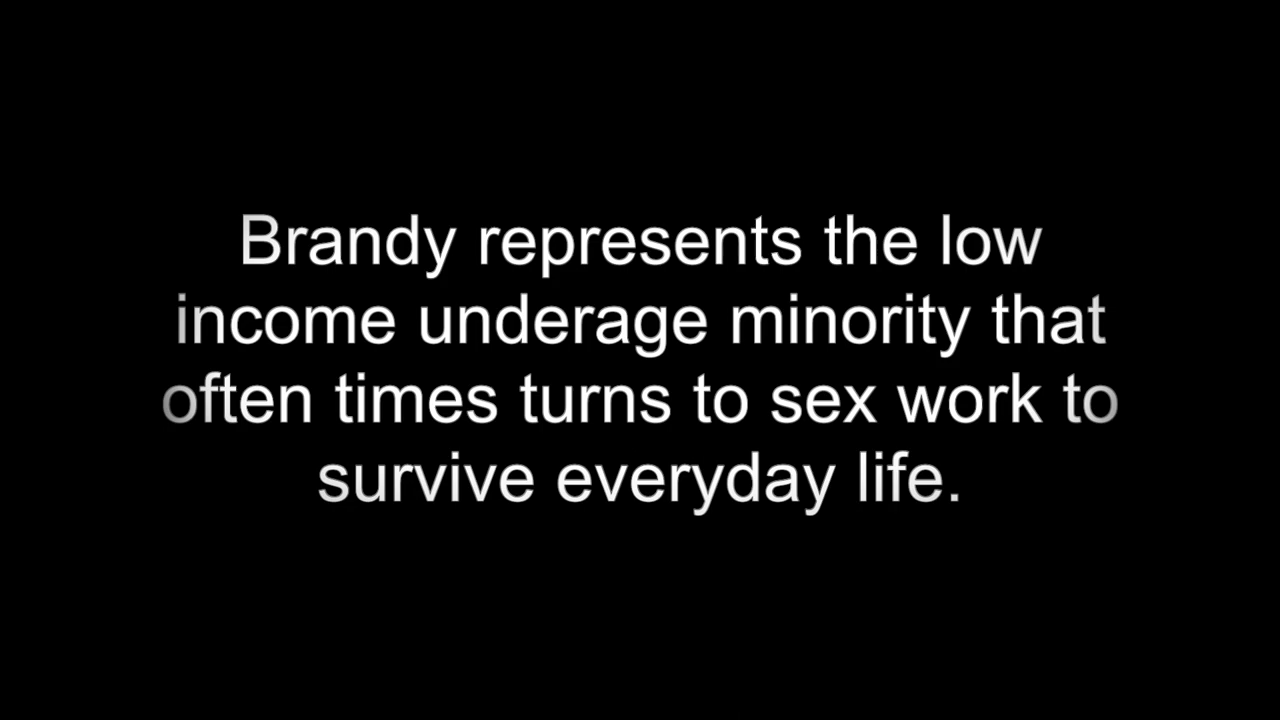 Brandy represents the low
income underage minority that
often times turns to sex work to
survive everyday life.